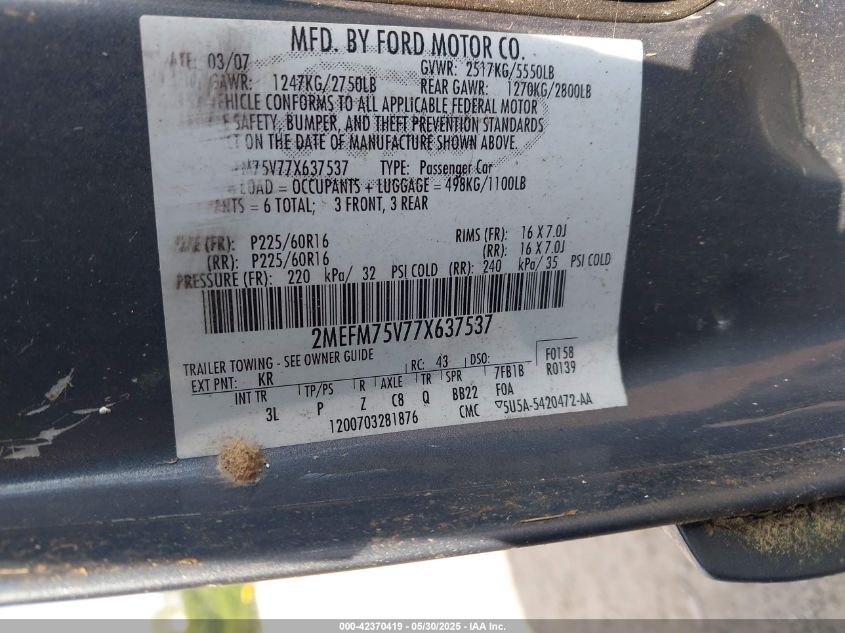 MFD. BY FORD MOTOR CO.
03/07 GVWR: 2517KG/5550LB
GAWR: 1247KG/2750LB REAR GAWR: 1270KG/2800LB
VEHICLE CONFORMS TO ALL APPLICABLE FEDERAL MOTOR
SAFETY, BUMPER, AND THEFT PREVENTION STANDARDS
ON THE DATE OF MANUFACTURE SHOWN ABOVE.
M75V77X637537 TYPE: Passenger Car
LOAD = OCCUPANTS + LUGGAGE = 498KG/1100LB
= 6 TOTAL; 3 FRONT, 3 REAR
(FR): P225/60R16 RIMS (FR): 16 X 7.0J
(RR): P225/60R16 (RR): 16 X 7.0J
PRESSURE (FR): 220 kPa/ 32 PSI COLD (RR): 240 kPa/ 35 PSI COLD
2MEFM75V77X637537
TRAILER TOWING - SEE OWNER GUIDE
EXT PNT: KR RC: 43 DSO: F0158
INT TR TP/PS R AXLE TR SPR 7FB1B R0139
3L P Z C8 Q BB22 FOA
1200703281876 CMC ▽5U5A-5420472-AA
000-42370419 - 05/30/2025 - IAA Inc.